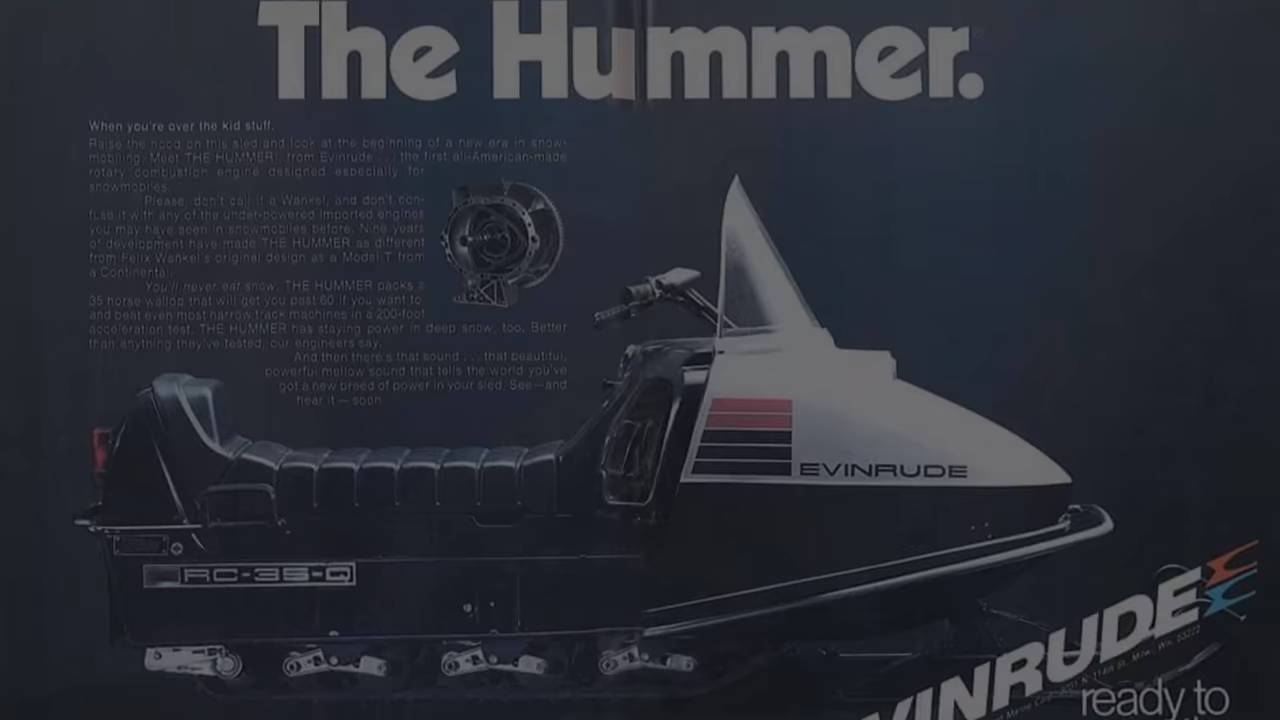 The Hummer.
When you're over the kid stuff.
Raise the hood on this sled and look at the beginning of a new era in snow-
mobiling. Meet THE HUMMER, from Evinrude . . . the first all-American-made
rotary combustion engine designed especially for
snowmobiles.
Please, don't call it a Wankel, and don't con-
fuse it with any of the under-powered imported engines
you may have seen in snowmobiles before. Nine years
of development have made THE HUMMER as different
from Felix Wankel's original design as a Model T from
a Continental.
You'll never eat snow. THE HUMMER packs a
35 horse wallop that will get you past 60 if you want to,
and beat even most narrow track machines in a 200-foot
acceleration test. THE HUMMER has staying power in deep snow, too. Better
than anything they've tested, our engineers say.
And then there's that sound . . . that beautiful,
powerful mellow sound that tells the world you've
got a new breed of power in your sled. See — and
hear it — soon.
EVINRUDE
RC-35-Q
VINRUDE
Marine Corp. N. 114th St. Milw., Wis. 53222
ready to